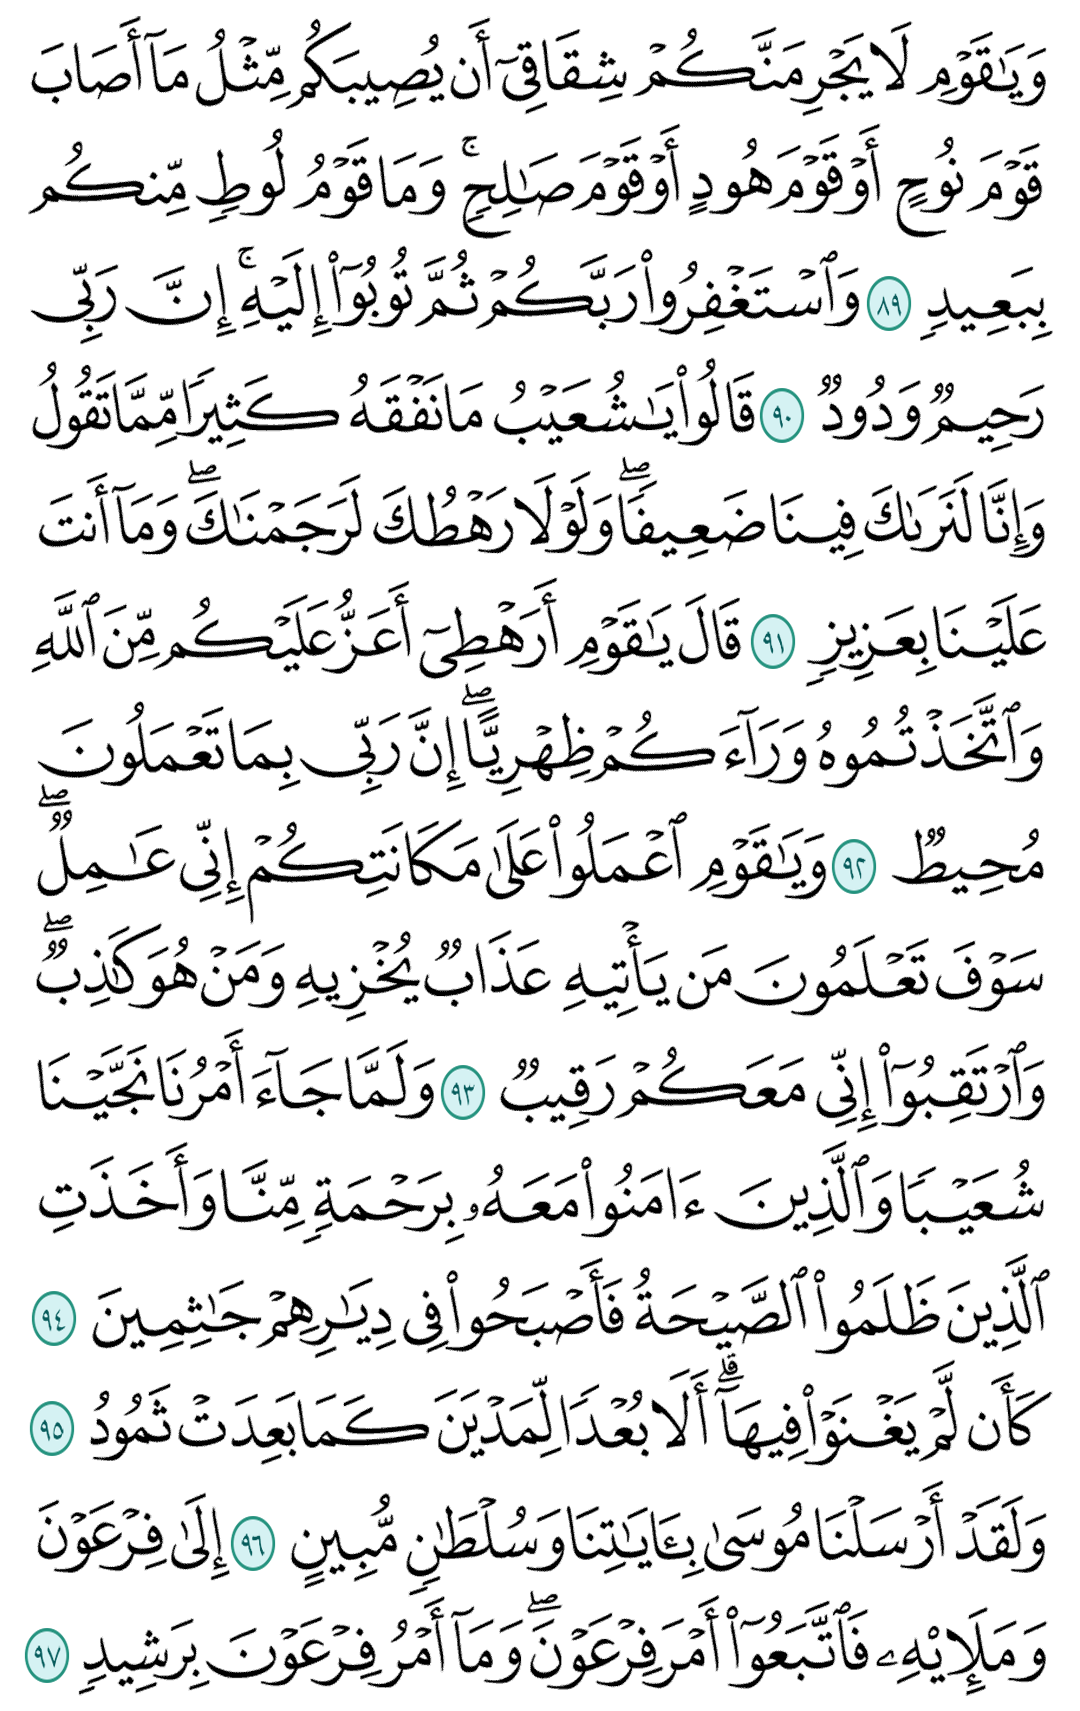 وَيَـٰقَوْمِ لَا يَجْرِمَنَّكُمْ شِقَاقِىٓ أَن يُصِيبَكُم مِّثْلُ مَآ أَصَابَ
قَوْمَ نُوحٍ أَوْ قَوْمَ هُودٍ أَوْ قَوْمَ صَـٰلِحٍ ۚ وَمَا قَوْمُ لُوطٍ مِّنكُم
بِبَعِيدٍ ٨٩ وَٱسْتَغْفِرُوا۟ رَبَّكُمْ ثُمَّ تُوبُوٓا۟ إِلَيْهِ ۚ إِنَّ رَبِّى
رَحِيمٌ وَدُودٌ ٩٠ قَالُوا۟ يَـٰشُعَيْبُ مَا نَفْقَهُ كَثِيرًا مِّمَّا تَقُولُ
وَإِنَّا لَنَرَىٰكَ فِينَا ضَعِيفًا ۖ وَلَوْلَا رَهْطُكَ لَرَجَمْنَـٰكَ ۖ وَمَآ أَنتَ
عَلَيْنَا بِعَزِيزٍ ٩١ قَالَ يَـٰقَوْمِ أَرَهْطِىٓ أَعَزُّ عَلَيْكُم مِّنَ ٱللَّهِ
وَٱتَّخَذْتُمُوهُ وَرَآءَكُمْ ظِهْرِيًّا ۖ إِنَّ رَبِّى بِمَا تَعْمَلُونَ
مُحِيطٌ ٩٢ وَيَـٰقَوْمِ ٱعْمَلُوا۟ عَلَىٰ مَكَانَتِكُمْ إِنِّى عَـٰمِلٌ ۖ
سَوْفَ تَعْلَمُونَ مَن يَأْتِيهِ عَذَابٌ يُخْزِيهِ وَمَنْ هُوَ كَـٰذِبٌ ۖ
وَٱرْتَقِبُوٓا۟ إِنِّى مَعَكُمْ رَقِيبٌ ٩٣ وَلَمَّا جَآءَ أَمْرُنَا نَجَّيْنَا
شُعَيْبًا وَٱلَّذِينَ ءَامَنُوا۟ مَعَهُۥ بِرَحْمَةٍ مِّنَّا وَأَخَذَتِ
ٱلَّذِينَ ظَلَمُوا۟ ٱلصَّيْحَةُ فَأَصْبَحُوا۟ فِى دِيَـٰرِهِمْ جَـٰثِمِينَ ٩٤
كَأَن لَّمْ يَغْنَوْا۟ فِيهَآ ۗ أَلَا بُعْدًا لِّمَدْيَنَ كَمَا بَعِدَتْ ثَمُودُ ٩٥
وَلَقَدْ أَرْسَلْنَا مُوسَىٰ بِـَٔايَـٰتِنَا وَسُلْطَـٰنٍ مُّبِينٍ ٩٦ إِلَىٰ فِرْعَوْنَ
وَمَلَإِي۟هِۦ فَٱتَّبَعُوٓا۟ أَمْرَ فِرْعَوْنَ ۖ وَمَآ أَمْرُ فِرْعَوْنَ بِرَشِيدٍ ٩٧